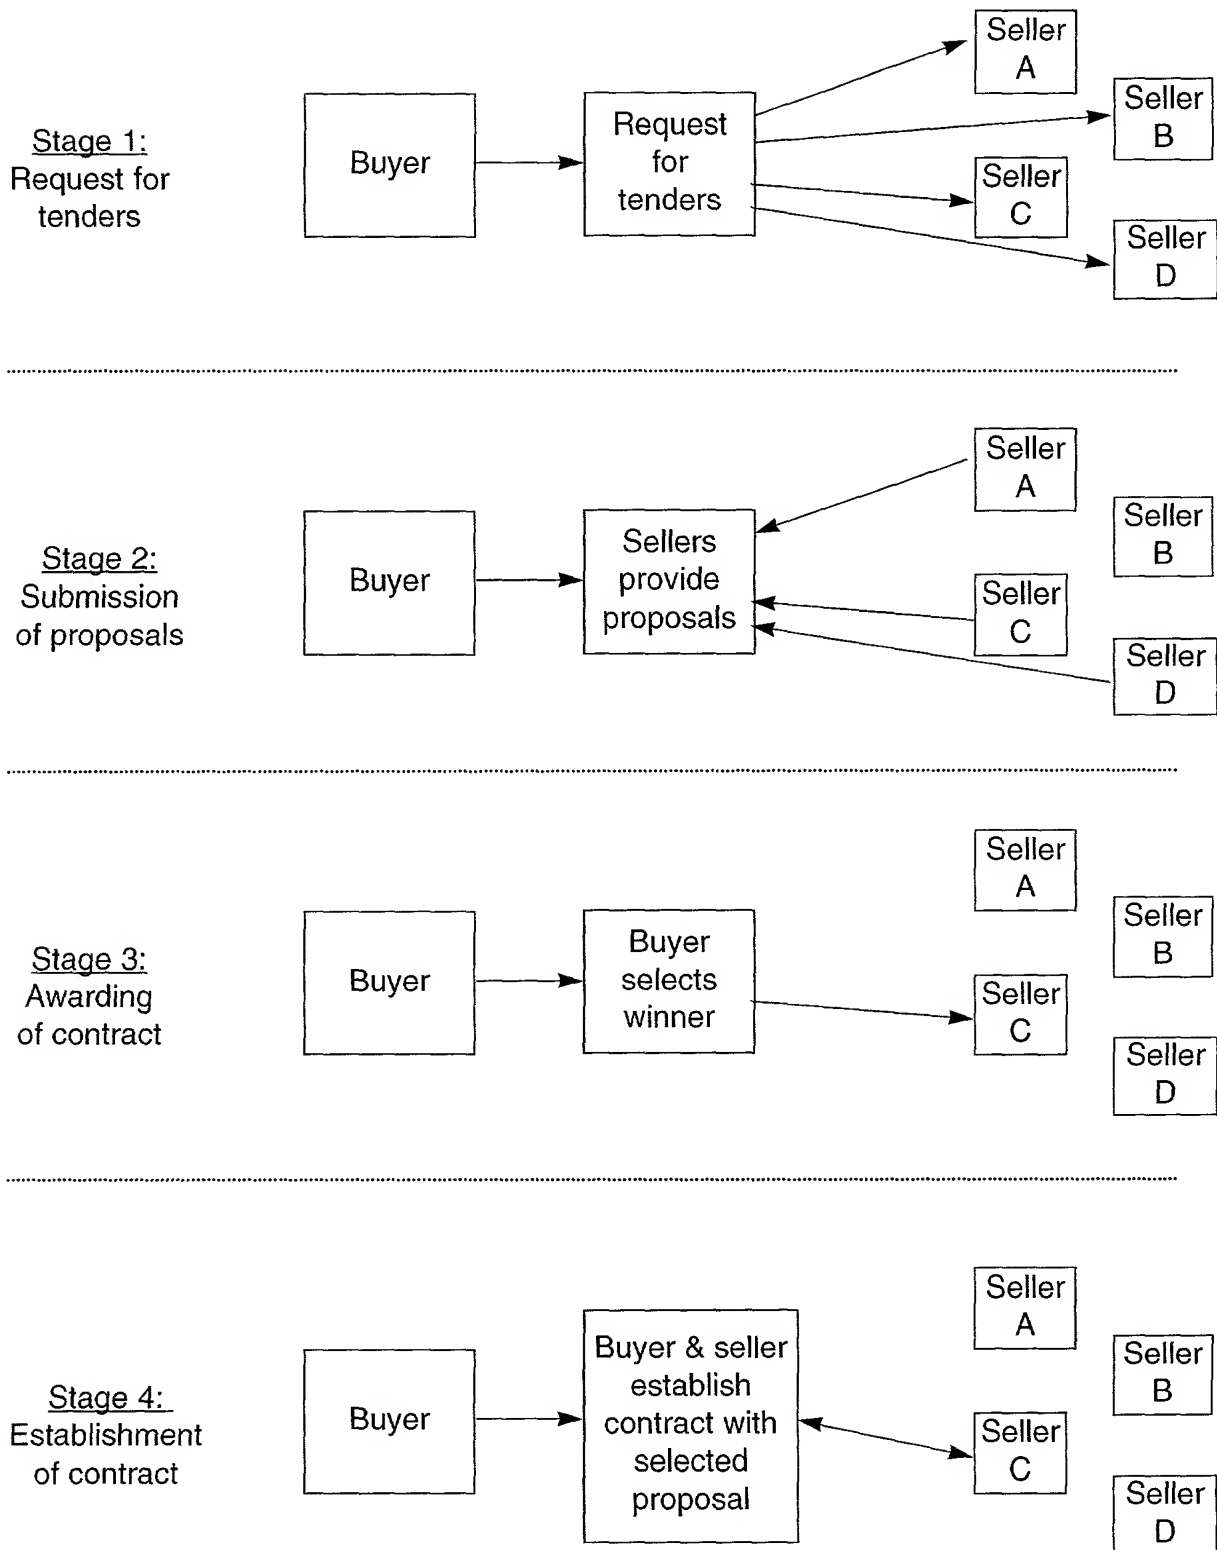 Stage 1:
Request for
tenders
Buyer
Request
for
tenders
Seller
A
Seller
B
Seller
C
Seller
D
Stage 2:
Submission
of proposals
Buyer
Sellers
provide
proposals
Seller
A
Seller
B
Seller
C
Seller
D
Stage 3:
Awarding
of contract
Buyer
Buyer
selects
winner
Seller
A
Seller
B
Seller
C
Seller
D
Stage 4:
Establishment
of contract
Buyer
Buyer & seller
establish
contract with
selected
proposal
Seller
A
Seller
B
Seller
C
Seller
D